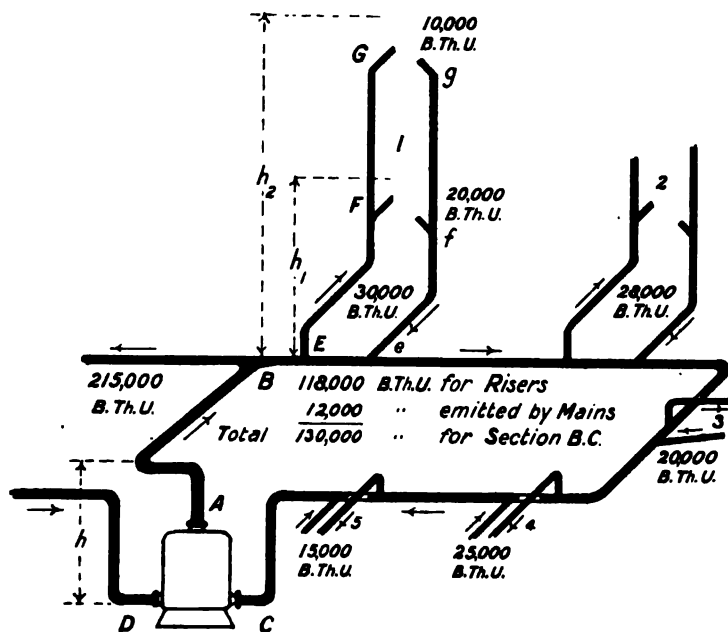 10,000
B.Th.U.
G
g
h2
1
2
F
20,000
B.Th.U.
f
h1
30,000
B.Th.U.
28,000
B.Th.U.
E
e
215,000
B.Th.U.
B
118,000 B.Th.U. for Risers
12,000 " emitted by Mains
Total 130,000 " for Section B.C.
3
20,000
B.Th.U.
h
A
5
4
15,000
B.Th.U.
25,000
B.Th.U.
D
C